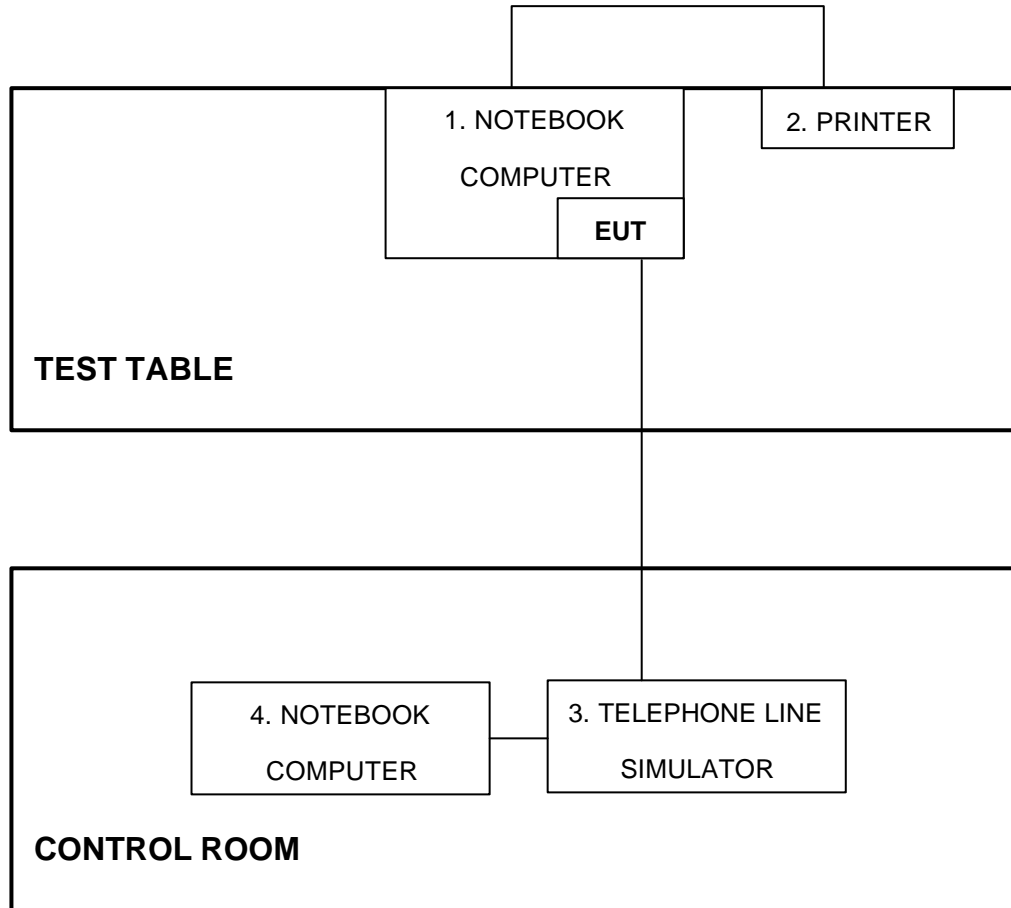 1. NOTEBOOK
COMPUTER
2. PRINTER
EUT
TEST TABLE
4. NOTEBOOK
COMPUTER
3. TELEPHONE LINE
SIMULATOR
CONTROL ROOM